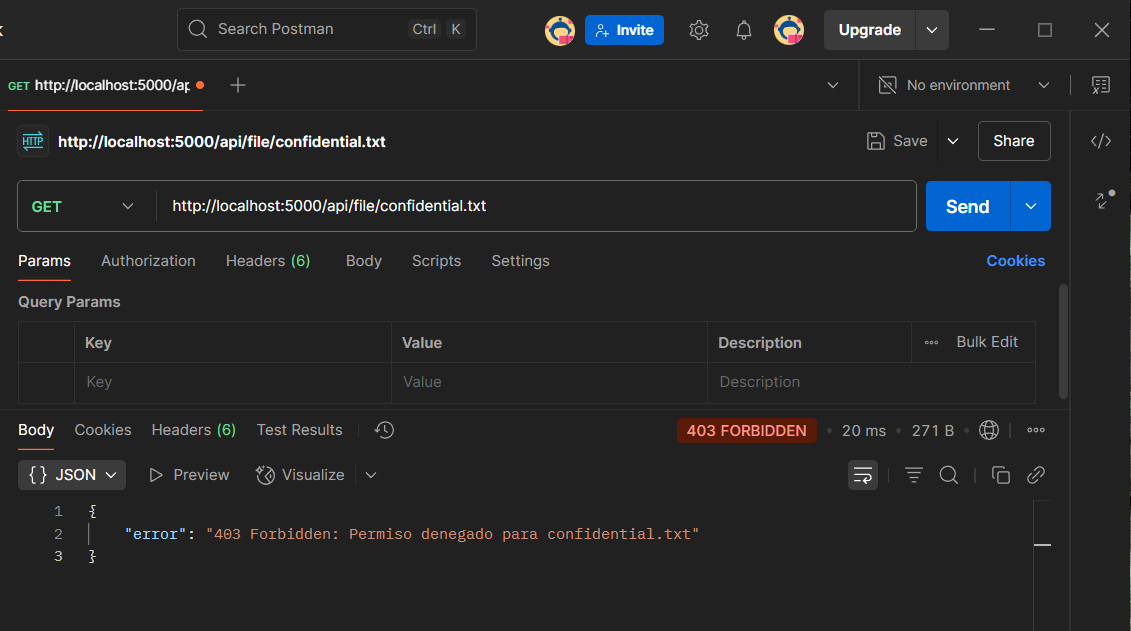 Search Postman Ctrl K Invite Upgrade
GET http://localhost:5000/ap No environment
HTTP http://localhost:5000/api/file/confidential.txt Save Share
GET http://localhost:5000/api/file/confidential.txt Send
Params Authorization Headers (6) Body Scripts Settings Cookies
Query Params
Key Value Description Bulk Edit
Key Value Description
Body Cookies Headers (6) Test Results 403 FORBIDDEN 20 ms 271 B
{} JSON Preview Visualize
1 {
2 "error": "403 Forbidden: Permiso denegado para confidential.txt"
3 }